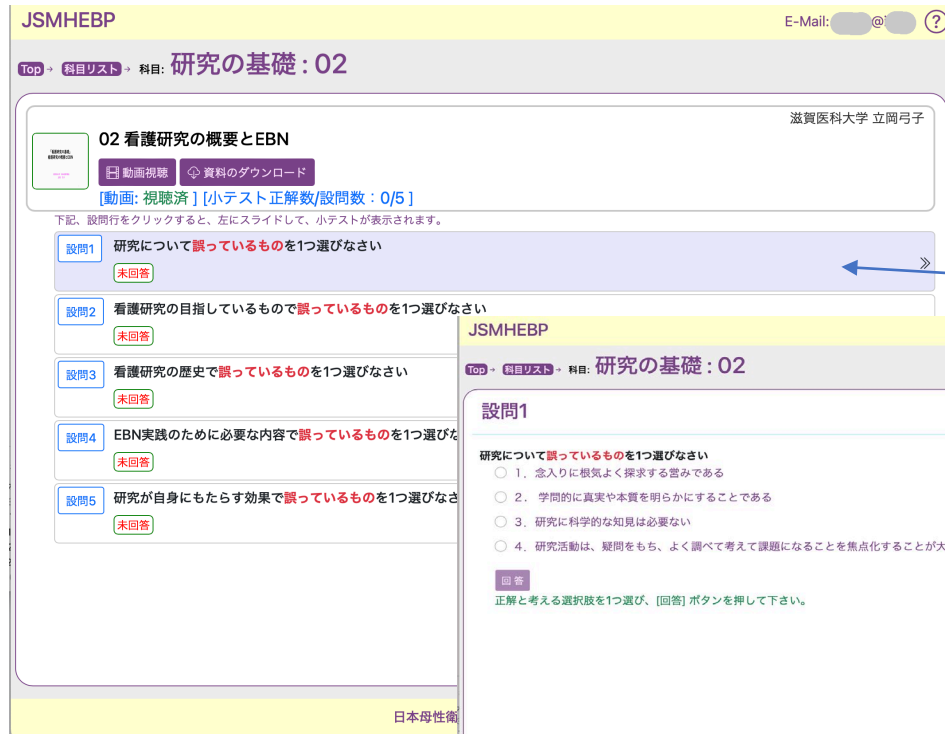 JSMHEBP
E-Mail: @
?
Top→ 科目リスト→ 科目: 研究の基礎 : 02
滋賀医科大学 立岡弓子
02 看護研究の概要とEBN
動画視聴 資料のダウンロード
[動画: 視聴済 ] [小テスト正解数/設問数：0/5 ]
下記、設問行をクリックすると、左にスライドして、小テストが表示されます。
設問1 研究について誤っているものを1つ選びなさい
未回答
設問2 看護研究の目指しているもので誤っているものを1つ選びなさい
未回答
設問3 看護研究の歴史で誤っているものを1つ選びなさい
未回答
設問4 EBN実践のために必要な内容で誤っているものを1つ選びな
未回答
設問5 研究が自身にもたらす効果で誤っているものを1つ選びなさ
未回答
日本母性衛
JSMHEBP
Top→ 科目リスト→ 科目: 研究の基礎 : 02
設問1
研究について誤っているものを1つ選びなさい
1．念入りに根気よく探求する営みである
2． 学問的に真実や本質を明らかにすることである
3．研究に科学的な知見は必要ない
4．研究活動は、疑問をもち、よく調べて考えて課題になることを焦点化することが大
回答
正解と考える選択肢を1つ選び、[回答] ボタンを押して下さい。